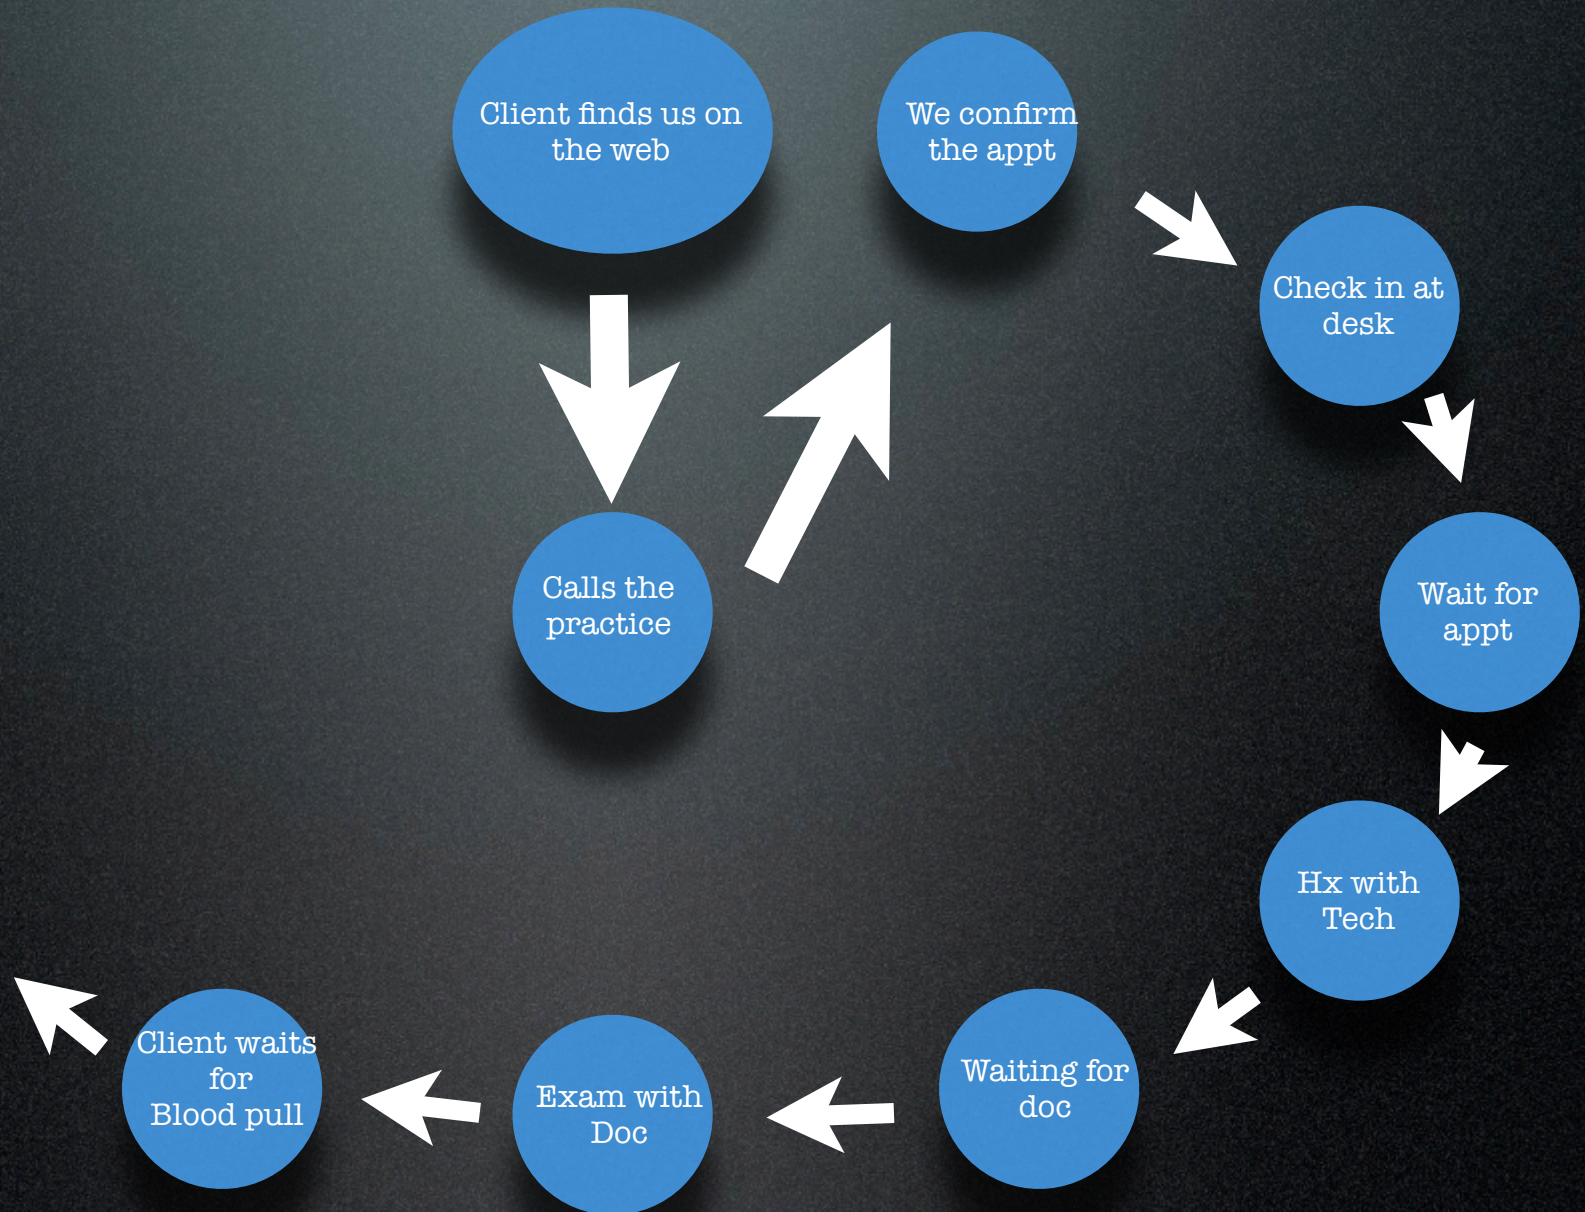 Client finds us on
the web
Calls the
practice
We confirm
the appt
Check in at
desk
Wait for
appt
Hx with
Tech
Waiting for
doc
Exam with
Doc
Client waits
for
Blood pull